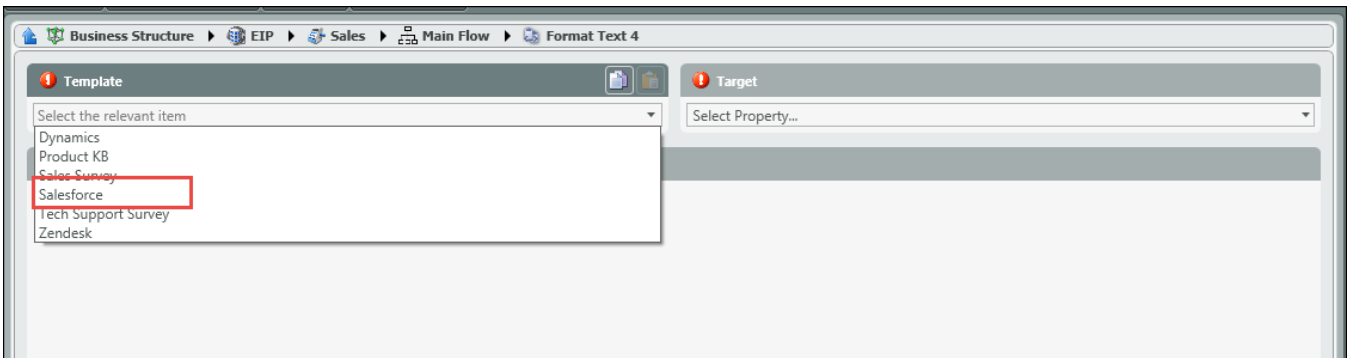 Business Structure EIP Sales Main Flow Format Text 4
Template
Target
Select the relevant item
Select Property...
Dynamics
Product KB
Sales Survey
Salesforce
Tech Support Survey
Zendesk